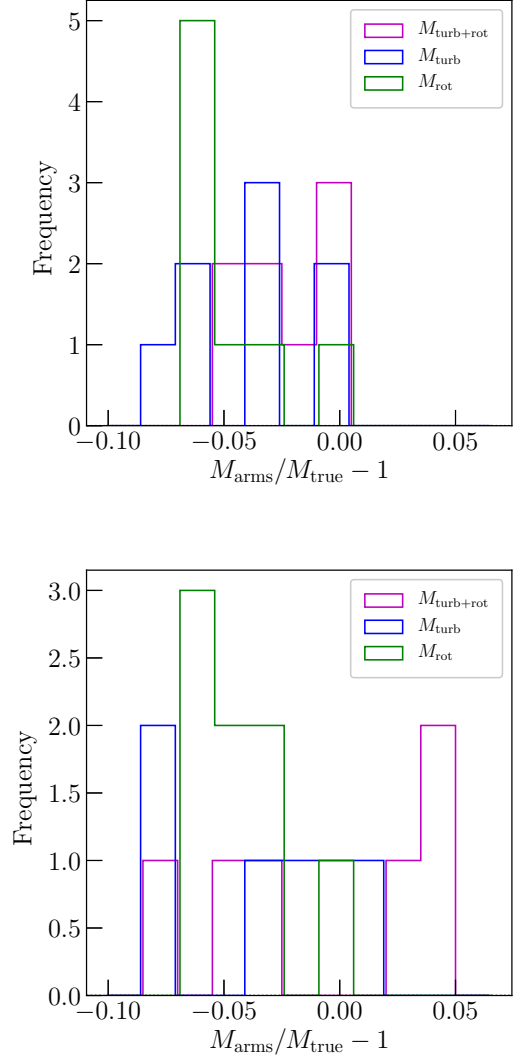 5
4
3
2
1
0
Frequency
M_turb+rot
M_turb
M_rot
−0.10 −0.05 0.00 0.05
M_arms/M_true − 1
3.0
2.5
2.0
1.5
1.0
0.5
0.0
Frequency
M_turb+rot
M_turb
M_rot
−0.10 −0.05 0.00 0.05
M_arms/M_true − 1